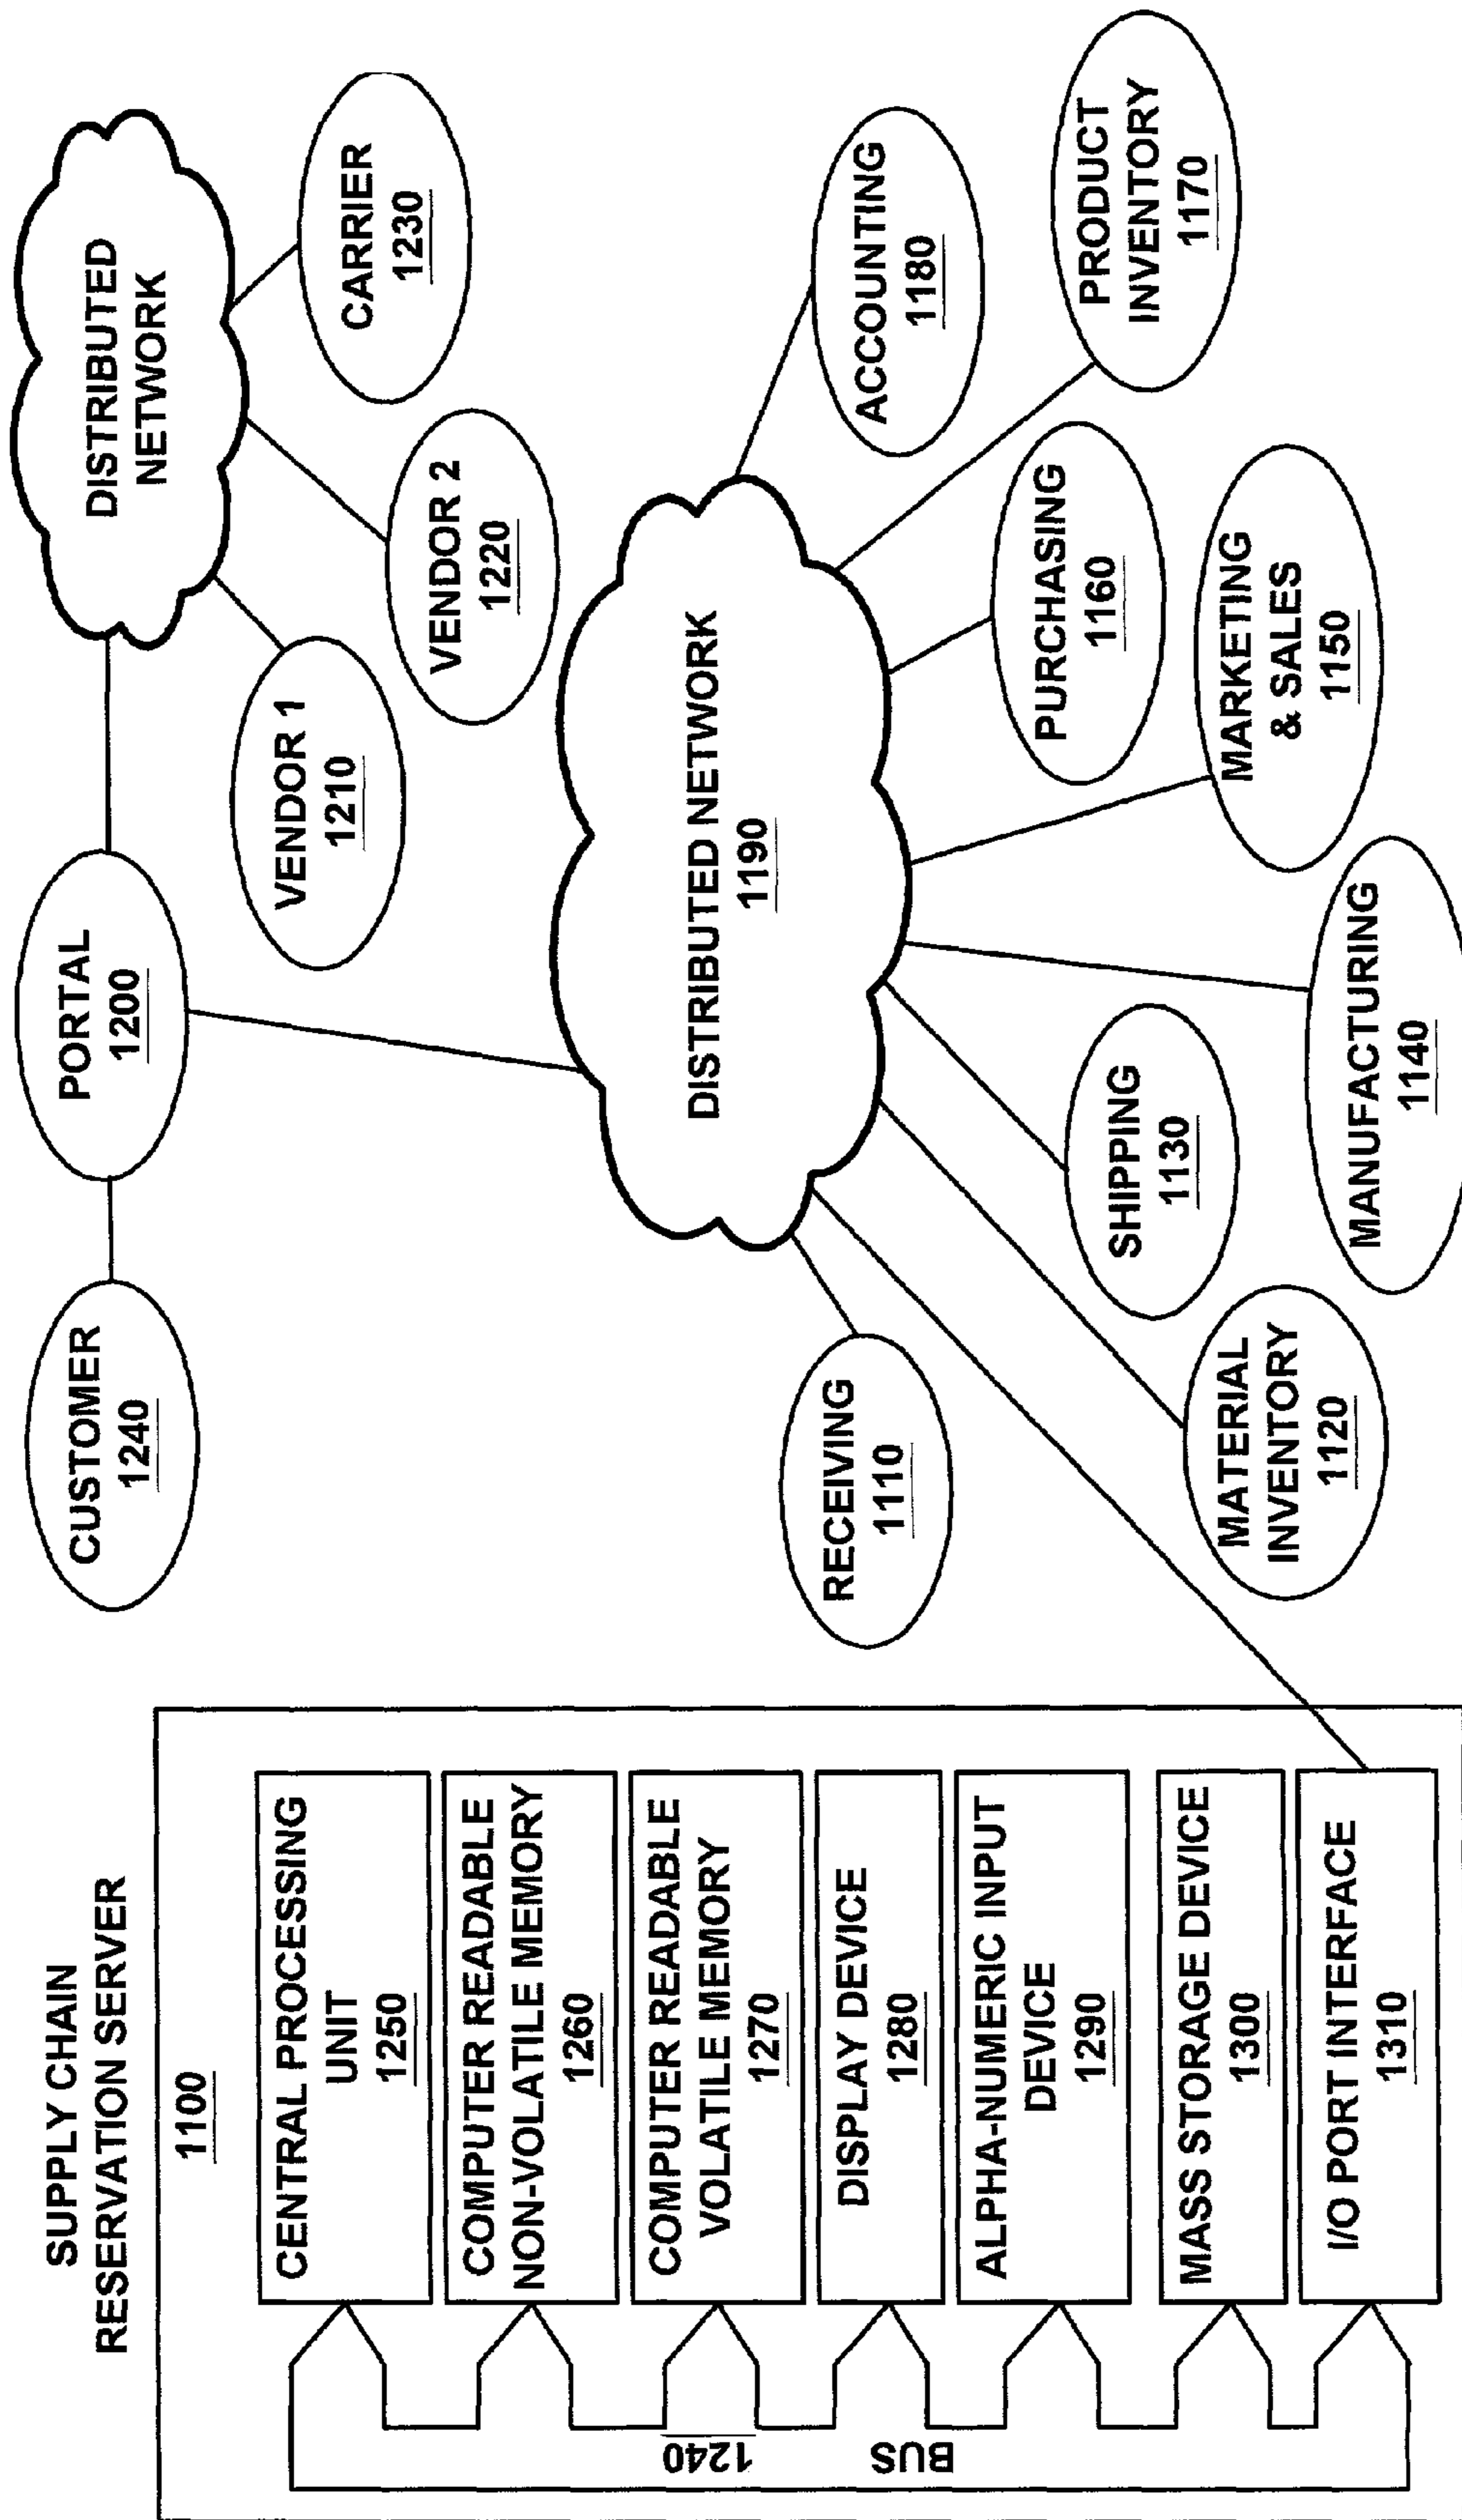 SUPPLY CHAIN
RESERVATION SERVER
1100
CENTRAL PROCESSING
UNIT
1250
COMPUTER READABLE
NON-VOLATILE MEMORY
1260
COMPUTER READABLE
VOLATILE MEMORY
1270
DISPLAY DEVICE
1280
ALPHA-NUMERIC INPUT
DEVICE
1290
MASS STORAGE DEVICE
1300
I/O PORT INTERFACE
1310
BUS
1240
CUSTOMER
1240
PORTAL
1200
DISTRIBUTED
NETWORK
VENDOR 1
1210
VENDOR 2
1220
CARRIER
1230
DISTRIBUTED NETWORK
1190
RECEIVING
1110
MATERIAL
INVENTORY
1120
SHIPPING
1130
MANUFACTURING
1140
MARKETING
& SALES
1150
PURCHASING
1160
PRODUCT
INVENTORY
1170
ACCOUNTING
1180